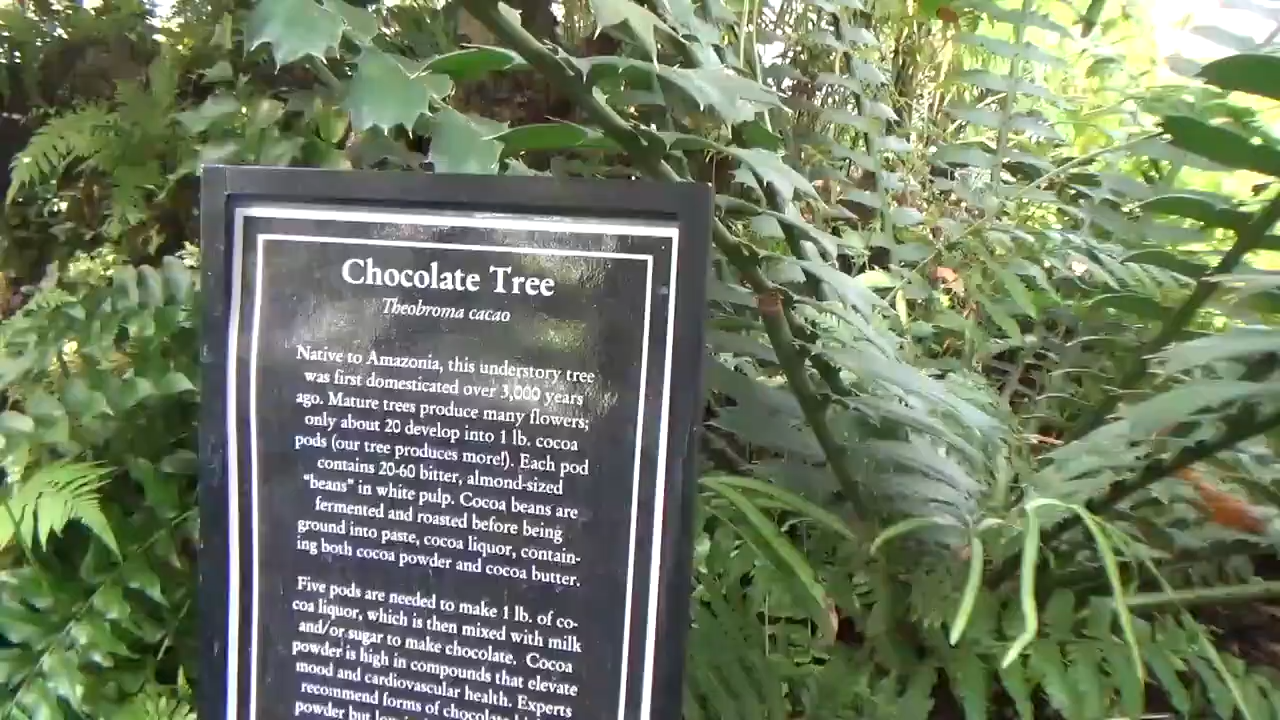 Chocolate Tree
Theobroma cacao
Native to Amazonia, this understory tree
was first domesticated over 3,000 years
ago. Mature trees produce many flowers;
only about 20 develop into 1 lb. cocoa
pods (our tree produces more!). Each pod
contains 20-60 bitter, almond-sized
"beans" in white pulp. Cocoa beans are
fermented and roasted before being
ground into paste, cocoa liquor, contain-
ing both cocoa powder and cocoa butter.
Five pods are needed to make 1 lb. of co-
coa liquor, which is then mixed with milk
and/or sugar to make chocolate. Cocoa
powder is high in compounds that elevate
mood and cardiovascular health. Experts
recommend forms of chocolate
powder but